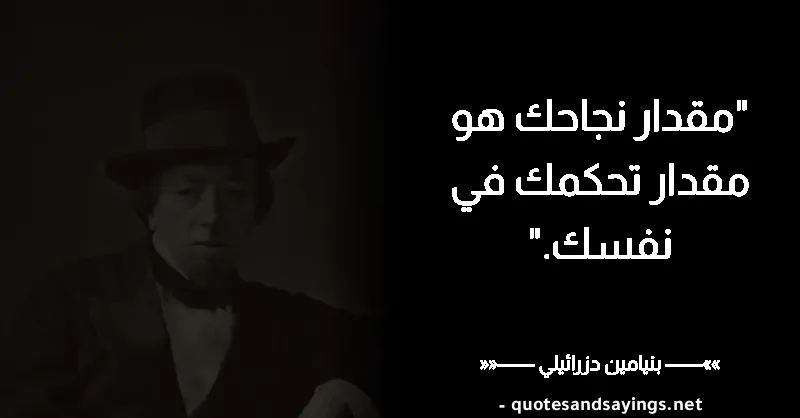 "مقدار نجاحك هو
مقدار تحكمك في
نفسك."
»»—— بنيامين دزرائيلي ——««
- quotesandsayings.net